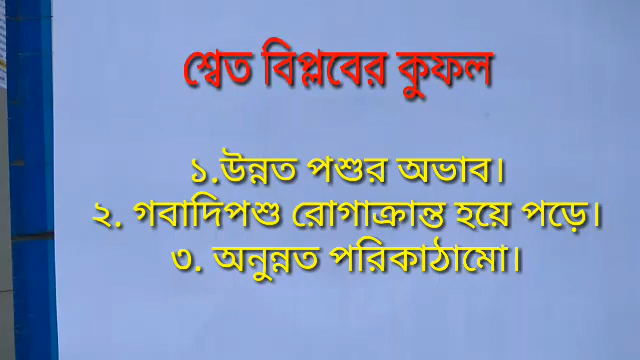 শ্বেত বিপ্লবের কুফল
১.উন্নত পশুর অভাব।
২. গবাদিপশু রোগাক্রান্ত হয়ে পড়ে।
৩. অনুন্নত পরিকাঠামো।